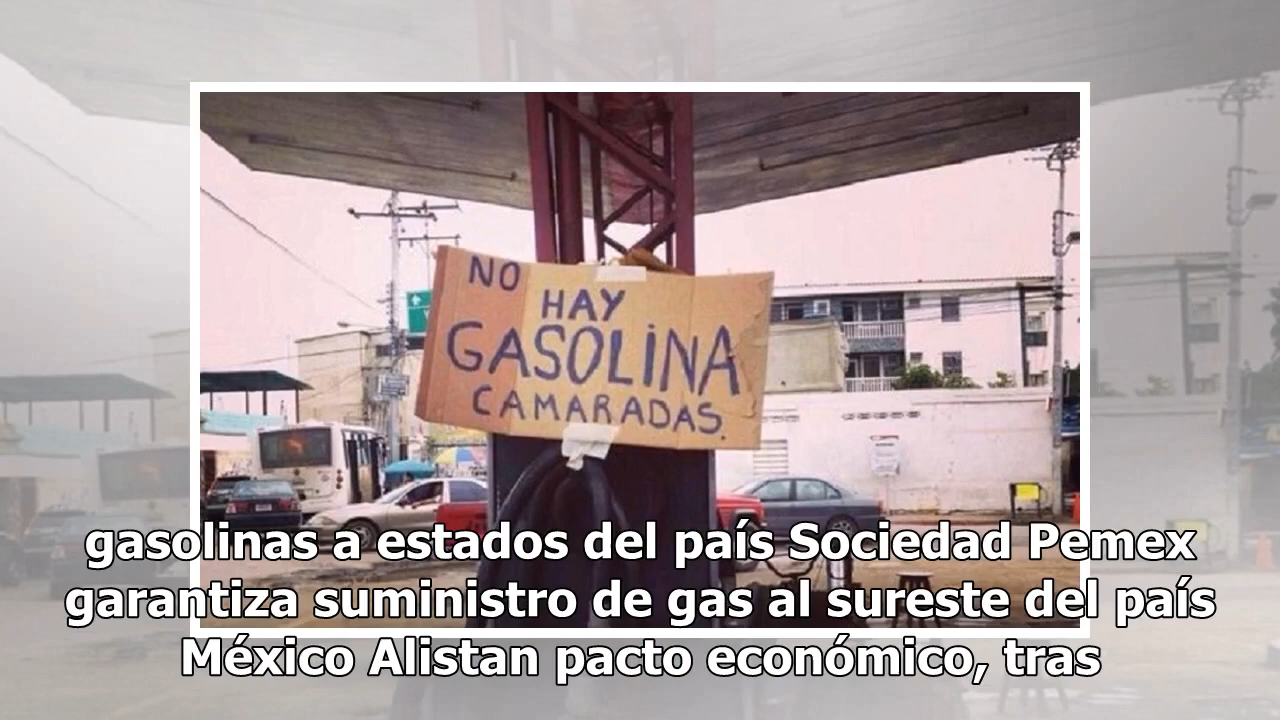 NO
HAY
GASOLINA
CAMARADAS.
gasolinas a estados del país Sociedad Pemex
garantiza suministro de gas al sureste del país
México Alistan pacto económico, tras